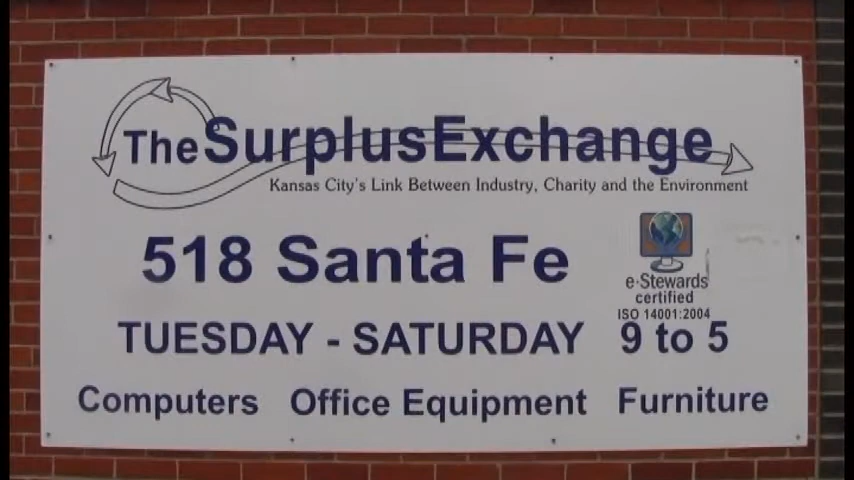 TheSurplusExchange
Kansas City's Link Between Industry, Charity and the Environment
518 Santa Fe
e·Stewards
certified
ISO 14001:2004
TUESDAY - SATURDAY 9 to 5
Computers Office Equipment Furniture